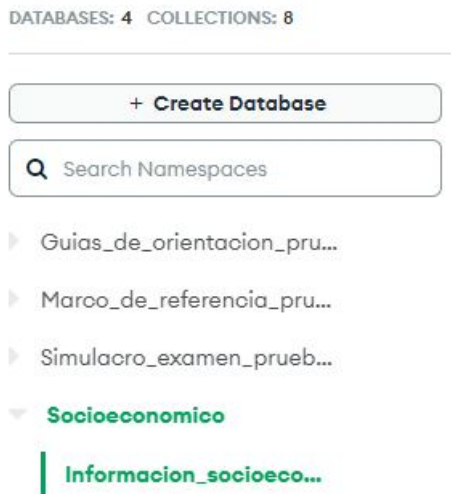 DATABASES: 4 COLLECTIONS: 8
+ Create Database
Search Namespaces
Guias_de_orientacion_pru...
Marco_de_referencia_pru...
Simulacro_examen_prueb...
Socioeconomico
Informacion_socioeco...